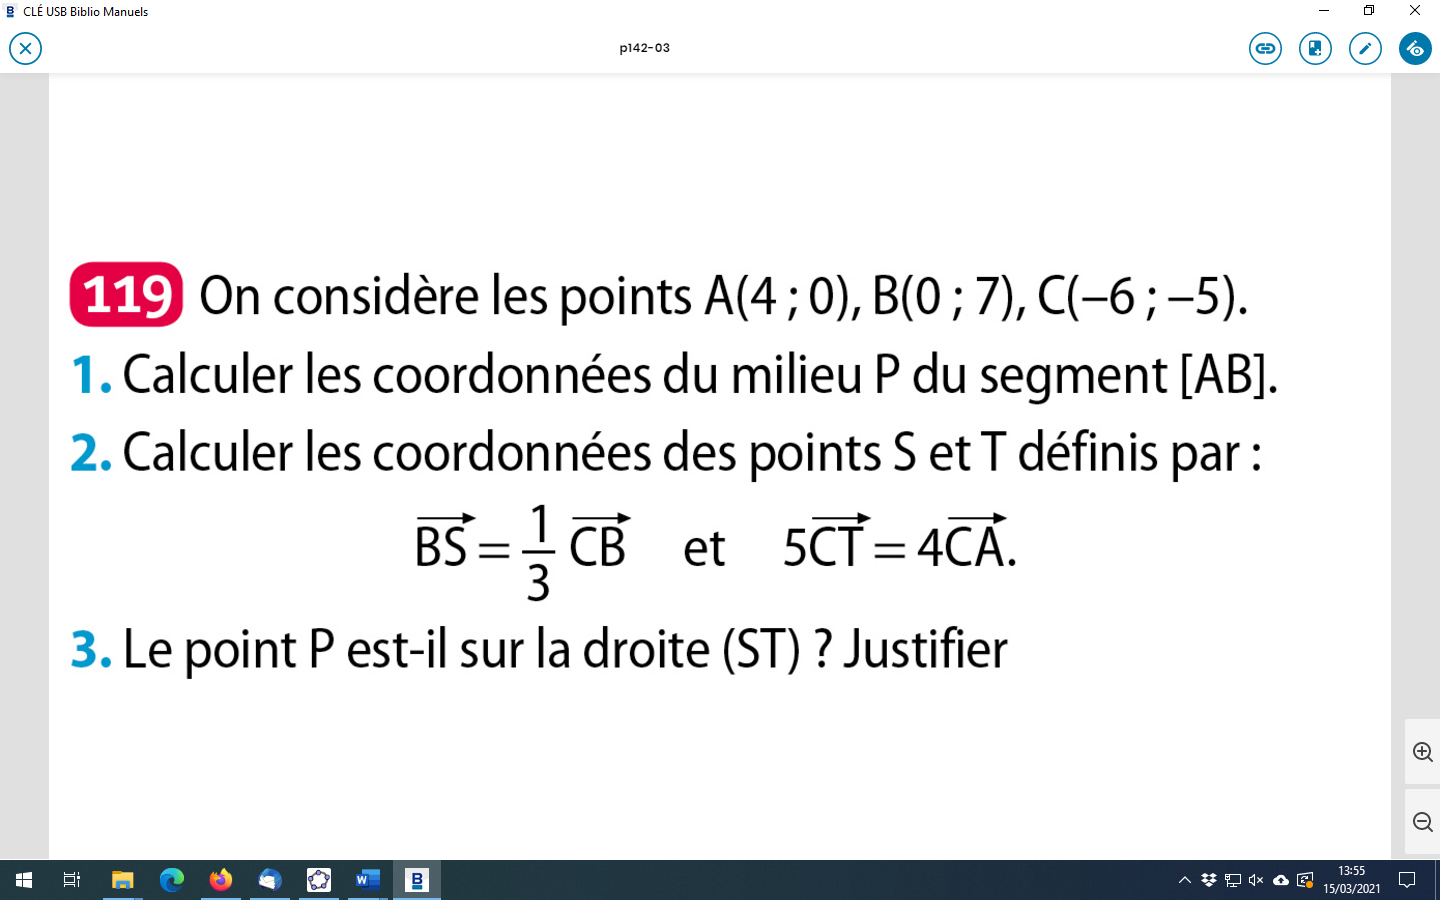 CLÉ USB Biblio Manuels
p142-03
119 On considère les points A(4 ; 0), B(0 ; 7), C(–6 ; –5).
1. Calculer les coordonnées du milieu P du segment [AB].
2. Calculer les coordonnées des points S et T définis par :
BS = 1/3 CB et 5CT = 4CA.
3. Le point P est-il sur la droite (ST) ? Justifier
13:55
15/03/2021